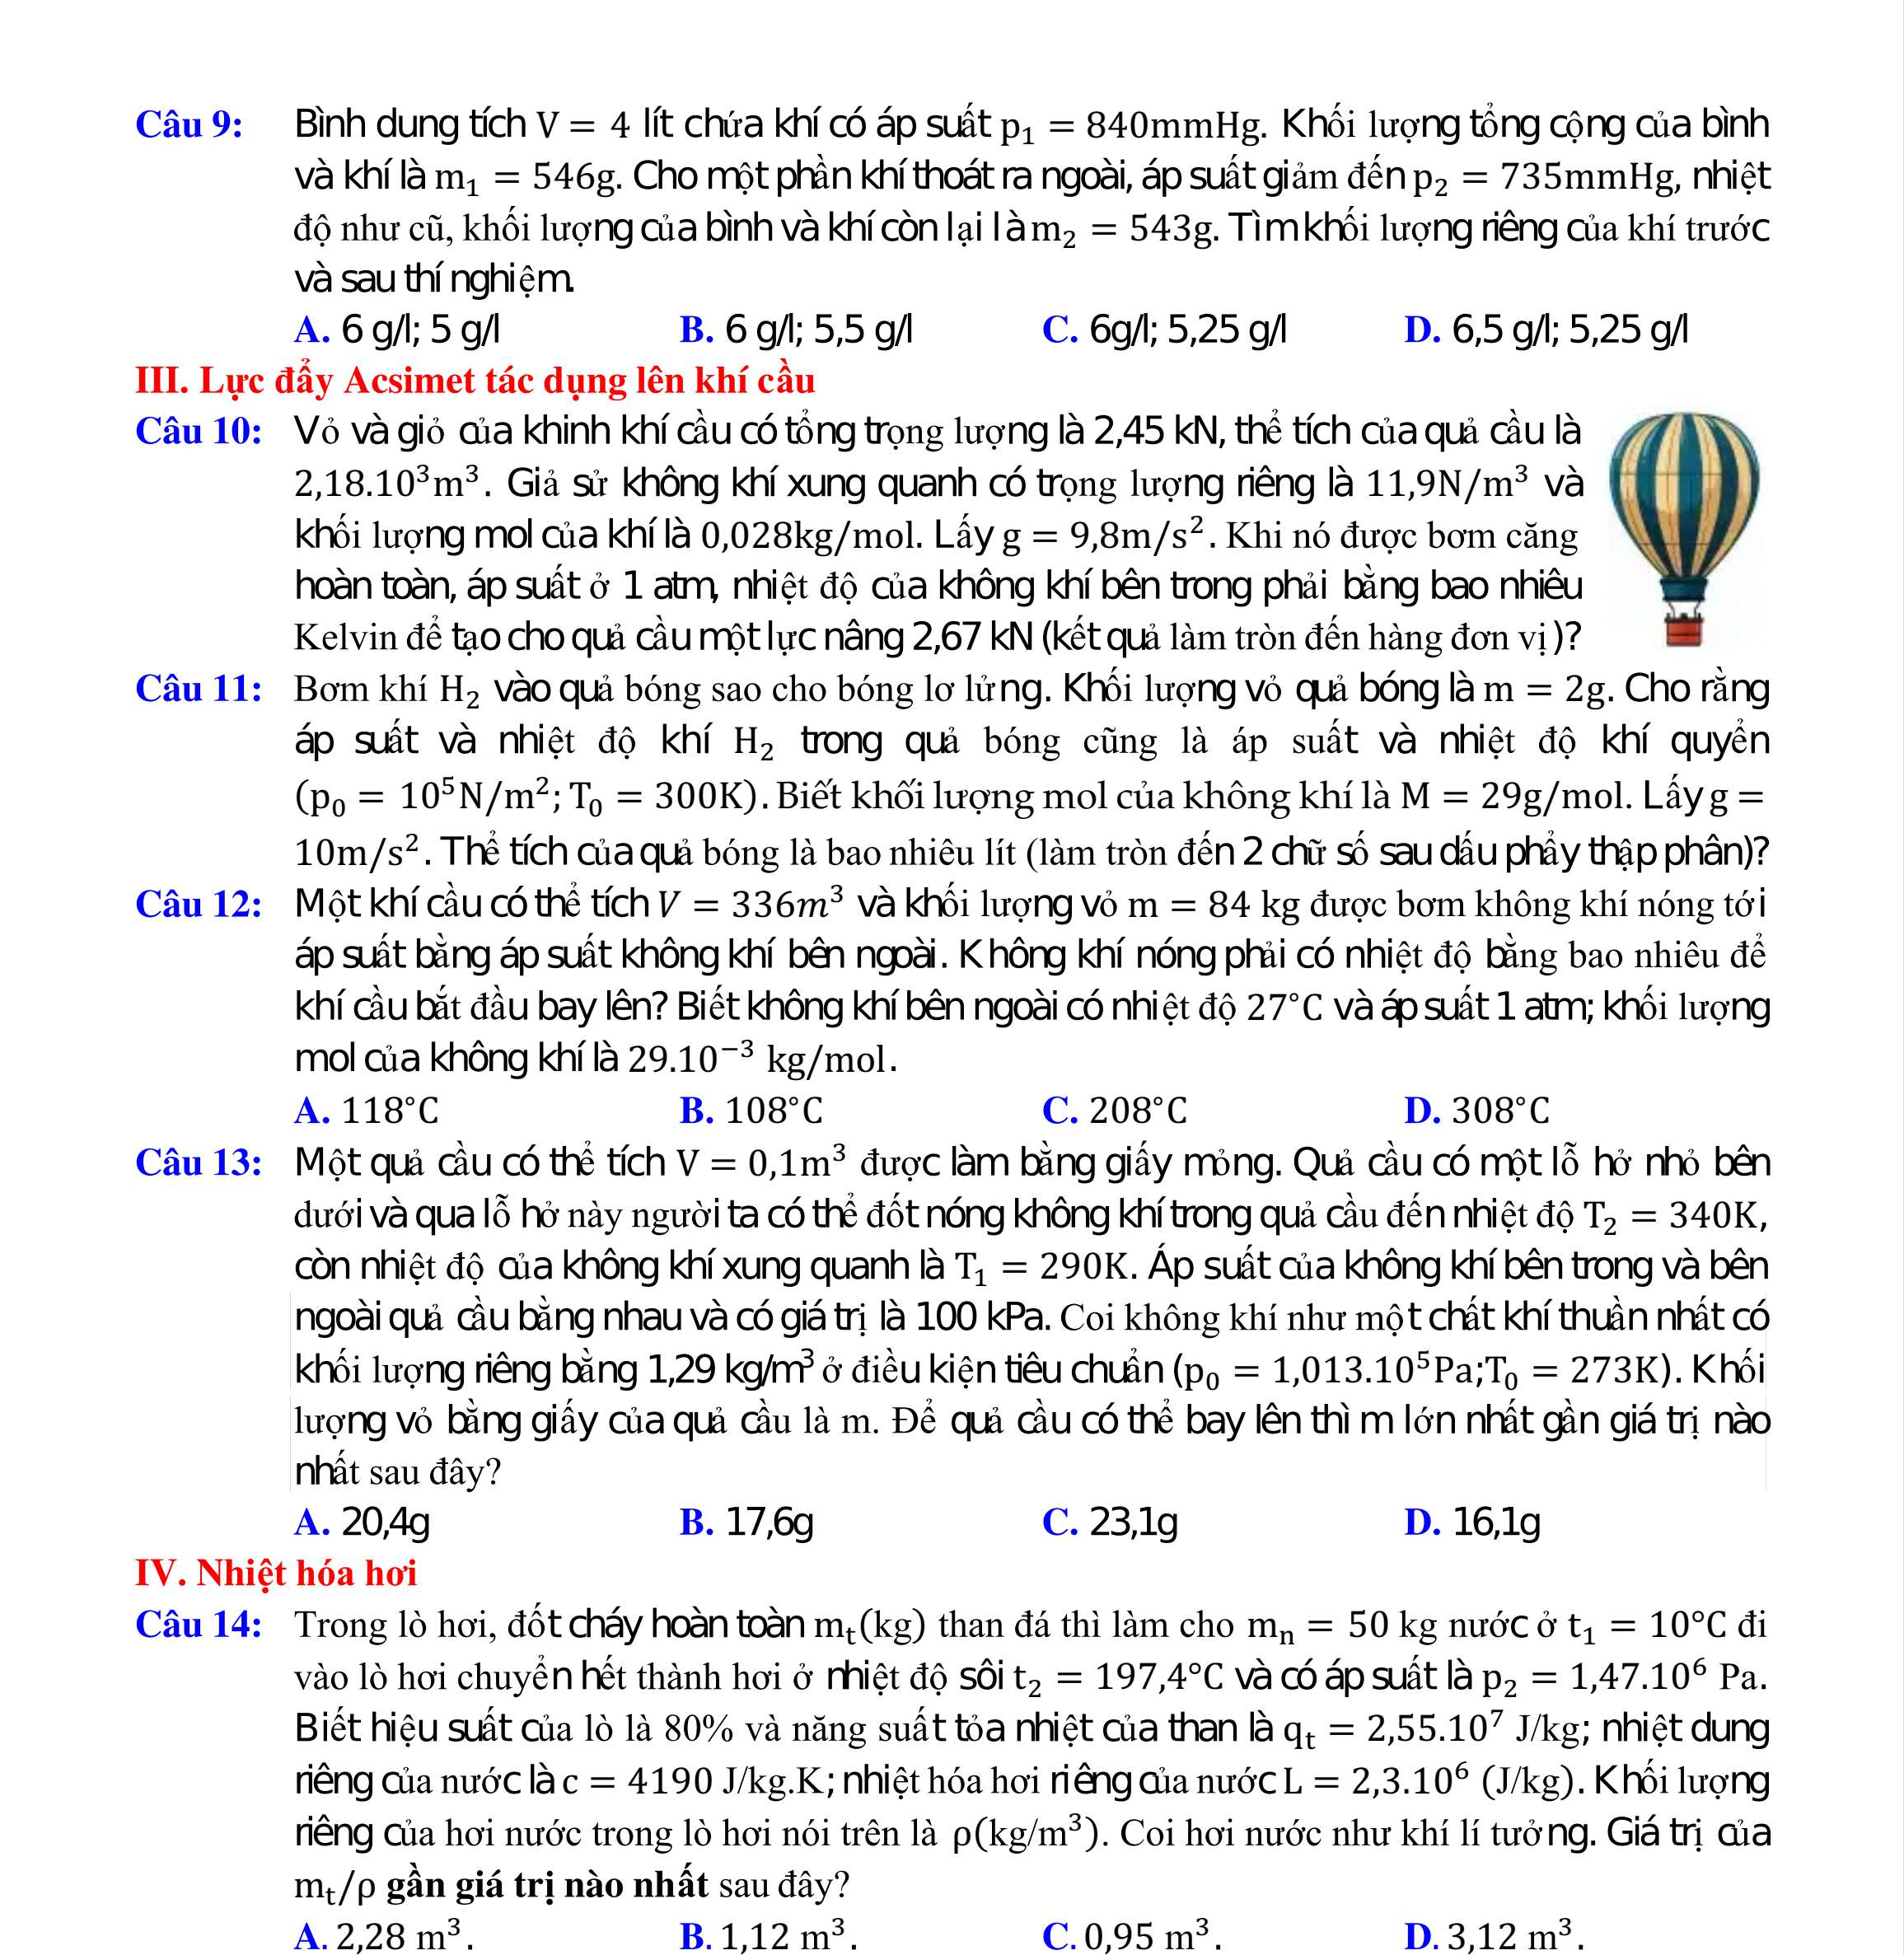 Câu 9: Bình dung tích V = 4 lít chứa khí có áp suất p₁ = 840mmHg. Khối lượng tổng cộng của bình
và khí là m₁ = 546g. Cho một phần khí thoát ra ngoài, áp suất giảm đến p₂ = 735mmHg, nhiệt
độ như cũ, khối lượng của bình và khí còn lại là m₂ = 543g. Tìm khối lượng riêng của khí trước
và sau thí nghiệm.
A. 6 g/l; 5 g/l B. 6 g/l; 5,5 g/l C. 6g/l; 5,25 g/l D. 6,5 g/l; 5,25 g/l
III. Lực đẩy Acsimet tác dụng lên khí cầu
Câu 10: Vỏ và giỏ của khinh khí cầu có tổng trọng lượng là 2,45 kN, thể tích của quả cầu là
2,18.10³m³. Giả sử không khí xung quanh có trọng lượng riêng là 11,9N/m³ và
khối lượng mol của khí là 0,028kg/mol. Lấy g = 9,8m/s². Khi nó được bơm căng
hoàn toàn, áp suất ở 1 atm, nhiệt độ của không khí bên trong phải bằng bao nhiêu
Kelvin để tạo cho quả cầu một lực nâng 2,67 kN (kết quả làm tròn đến hàng đơn vị)?
Câu 11: Bơm khí H₂ vào quả bóng sao cho bóng lơ lửng. Khối lượng vỏ quả bóng là m = 2g. Cho rằng
áp suất và nhiệt độ khí H₂ trong quả bóng cũng là áp suất và nhiệt độ khí quyển
(p₀ = 10⁵N/m²; T₀ = 300K). Biết khối lượng mol của không khí là M = 29g/mol. Lấy g =
10m/s². Thể tích của quả bóng là bao nhiêu lít (làm tròn đến 2 chữ số sau dấu phẩy thập phân)?
Câu 12: Một khí cầu có thể tích V = 336m³ và khối lượng vỏ m = 84 kg được bơm không khí nóng tới
áp suất bằng áp suất không khí bên ngoài. Không khí nóng phải có nhiệt độ bằng bao nhiêu để
khí cầu bắt đầu bay lên? Biết không khí bên ngoài có nhiệt độ 27°C và áp suất 1 atm; khối lượng
mol của không khí là 29.10⁻³ kg/mol.
A. 118°C B. 108°C C. 208°C D. 308°C
Câu 13: Một quả cầu có thể tích V = 0,1m³ được làm bằng giấy mỏng. Quả cầu có một lỗ hở nhỏ bên
dưới và qua lỗ hở này người ta có thể đốt nóng không khí trong quả cầu đến nhiệt độ T₂ = 340K,
còn nhiệt độ của không khí xung quanh là T₁ = 290K. Áp suất của không khí bên trong và bên
ngoài quả cầu bằng nhau và có giá trị là 100 kPa. Coi không khí như một chất khí thuần nhất có
khối lượng riêng bằng 1,29 kg/m³ ở điều kiện tiêu chuẩn (p₀ = 1,013.10⁵Pa;T₀ = 273K). Khối
lượng vỏ bằng giấy của quả cầu là m. Để quả cầu có thể bay lên thì m lớn nhất gần giá trị nào
nhất sau đây?
A. 20,4g B. 17,6g C. 23,1g D. 16,1g
IV. Nhiệt hóa hơi
Câu 14: Trong lò hơi, đốt cháy hoàn toàn mₜ(kg) than đá thì làm cho mₙ = 50 kg nước ở t₁ = 10°C đi
vào lò hơi chuyển hết thành hơi ở nhiệt độ sôi t₂ = 197,4°C và có áp suất là p₂ = 1,47.10⁶ Pa.
Biết hiệu suất của lò là 80% và năng suất tỏa nhiệt của than là qₜ = 2,55.10⁷ J/kg; nhiệt dung
riêng của nước là c = 4190 J/kg.K; nhiệt hóa hơi riêng của nước L = 2,3.10⁶ (J/kg). Khối lượng
riêng của hơi nước trong lò hơi nói trên là ρ(kg/m³). Coi hơi nước như khí lí tưởng. Giá trị của
mₜ/ρ gần giá trị nào nhất sau đây?
A. 2,28 m³. B. 1,12 m³. C. 0,95 m³. D. 3,12 m³.